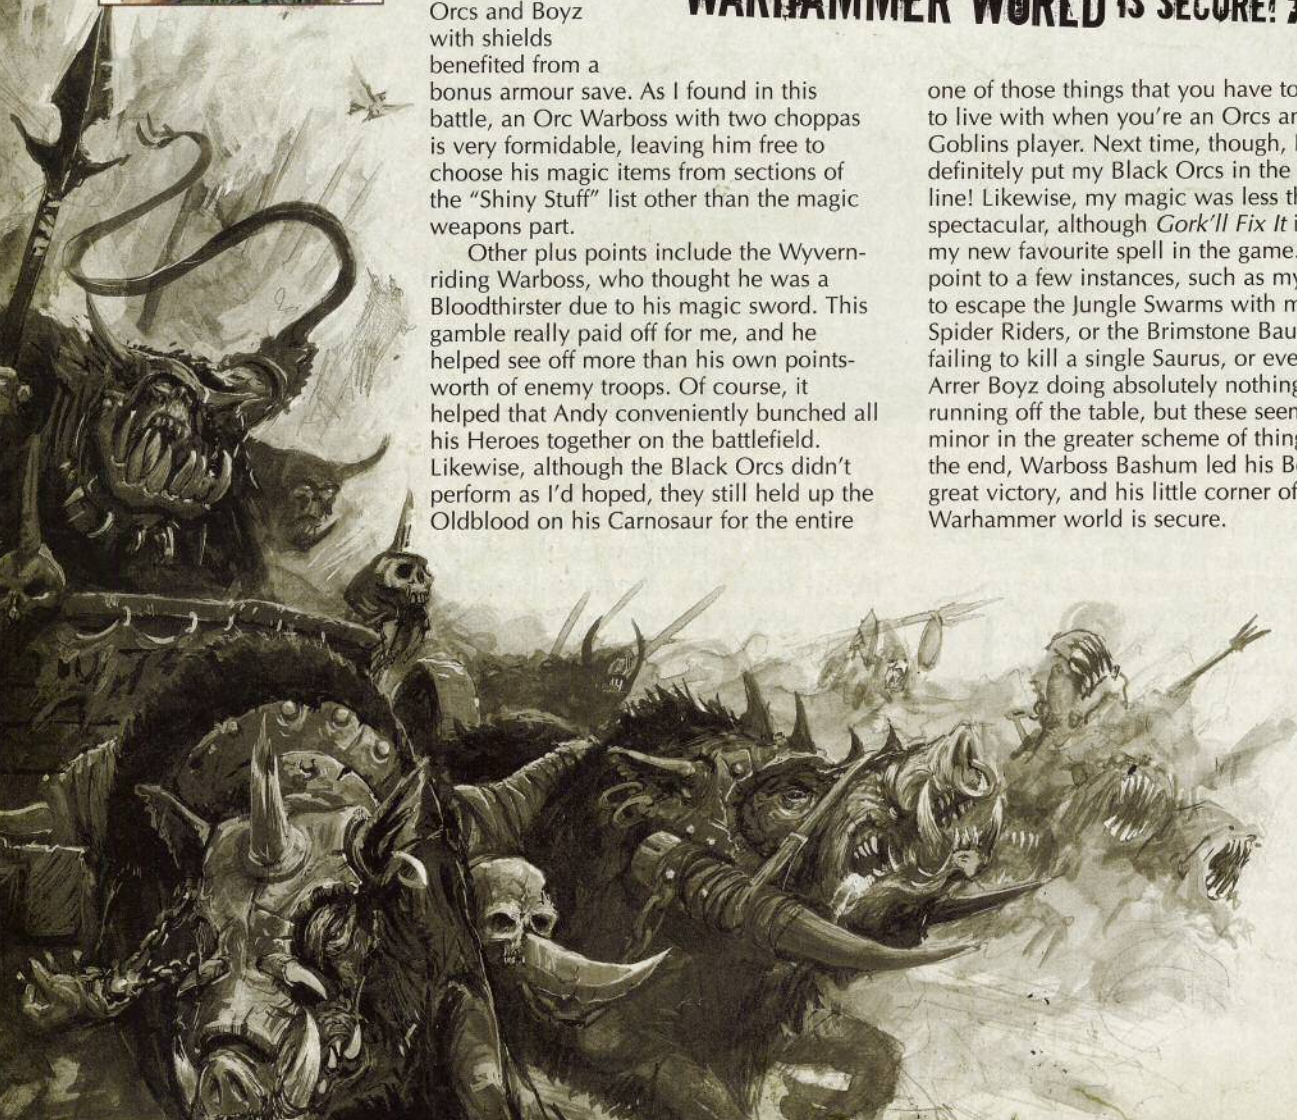 WARHAMMER WORLD IS SECURE!
Orcs and Boyz
with shields
benefited from a
bonus armour save. As I found in this
battle, an Orc Warboss with two choppas
is very formidable, leaving him free to
choose his magic items from sections of
the “Shiny Stuff” list other than the magic
weapons part.
Other plus points include the Wyvern-
riding Warboss, who thought he was a
Bloodthirster due to his magic sword. This
gamble really paid off for me, and he
helped see off more than his own points-
worth of enemy troops. Of course, it
helped that Andy conveniently bunched all
his Heroes together on the battlefield.
Likewise, although the Black Orcs didn’t
perform as I’d hoped, they still held up the
Oldblood on his Carnosaur for the entire
one of those things that you have to
to live with when you’re an Orcs
Goblins player. Next time, though,
definitely put my Black Orcs in the
line! Likewise, my magic was less
spectacular, although Gork’ll Fix It
my new favourite spell in the game.
point to a few instances, such as my
to escape the Jungle Swarms with
Spider Riders, or the Brimstone
failing to kill a single Saurus, or
Arrer Boyz doing absolutely
running off the table, but these
minor in the greater scheme of
the end, Warboss Bashum led his
great victory, and his little corner of
Warhammer world is secure.